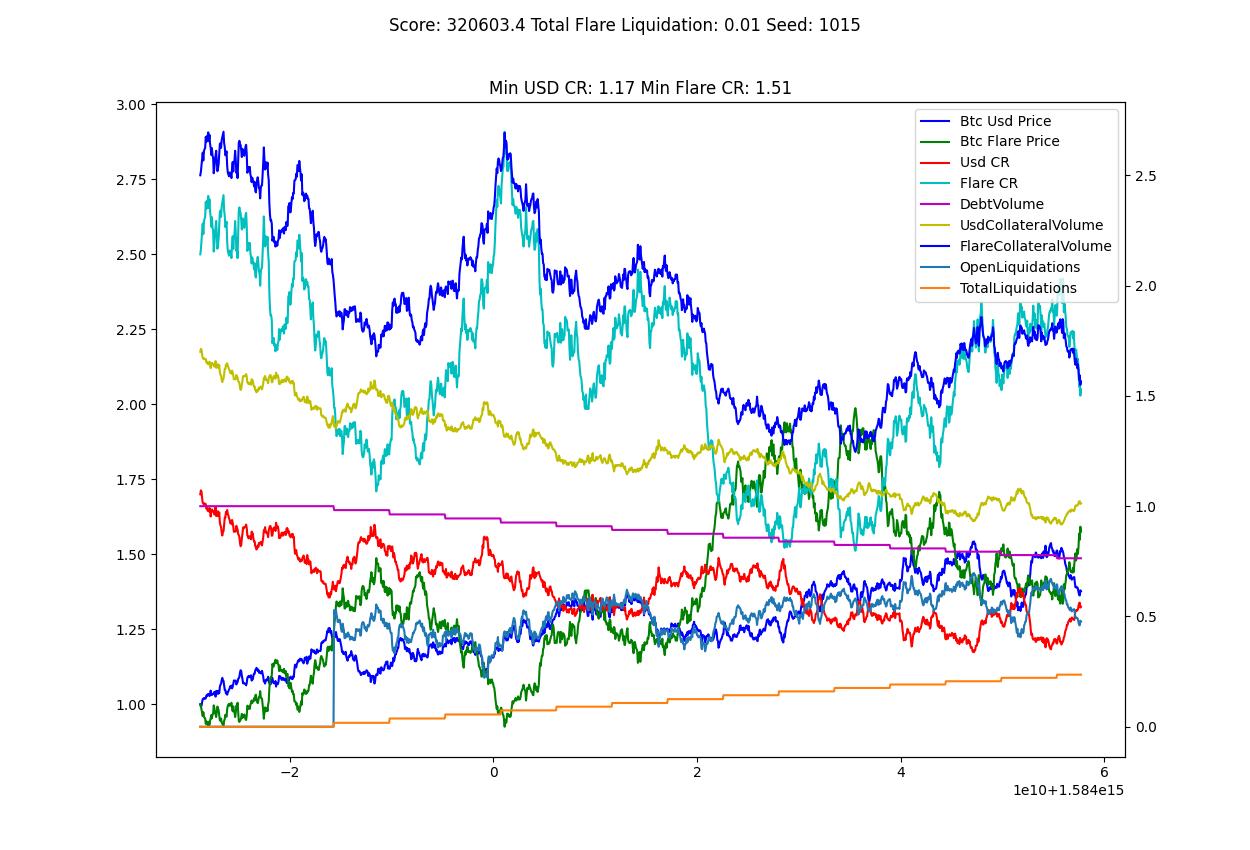 Score: 320603.4 Total Flare Liquidation: 0.01 Seed: 1015
Min USD CR: 1.17 Min Flare CR: 1.51
3.00
2.75
2.50
2.25
2.00
1.75
1.50
1.25
1.00
Btc Usd Price
Btc Flare Price
Usd CR
Flare CR
DebtVolume
UsdCollateralVolume
FlareCollateralVolume
OpenLiquidations
TotalLiquidations
2.5
2.0
1.5
1.0
0.5
0.0
−2 0 2 4 6
1e10+1.584e15